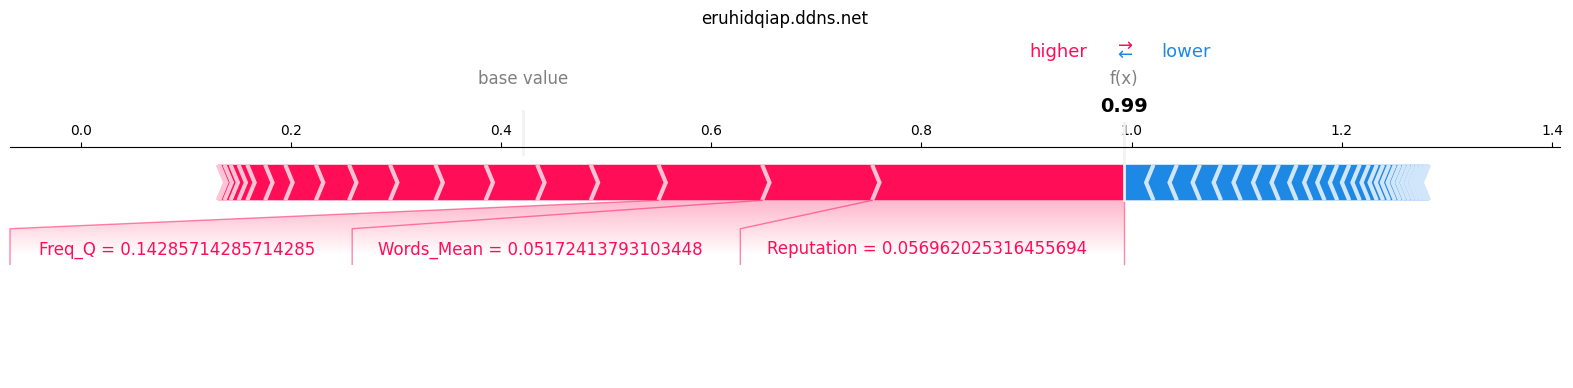 eruhidqiap.ddns.net
higher → ← lower
base value f(x)
0.99
0.0 0.2 0.4 0.6 0.8 1.0 1.2 1.4
Freq_Q = 0.14285714285714285 Words_Mean = 0.05172413793103448 Reputation = 0.056962025316455694